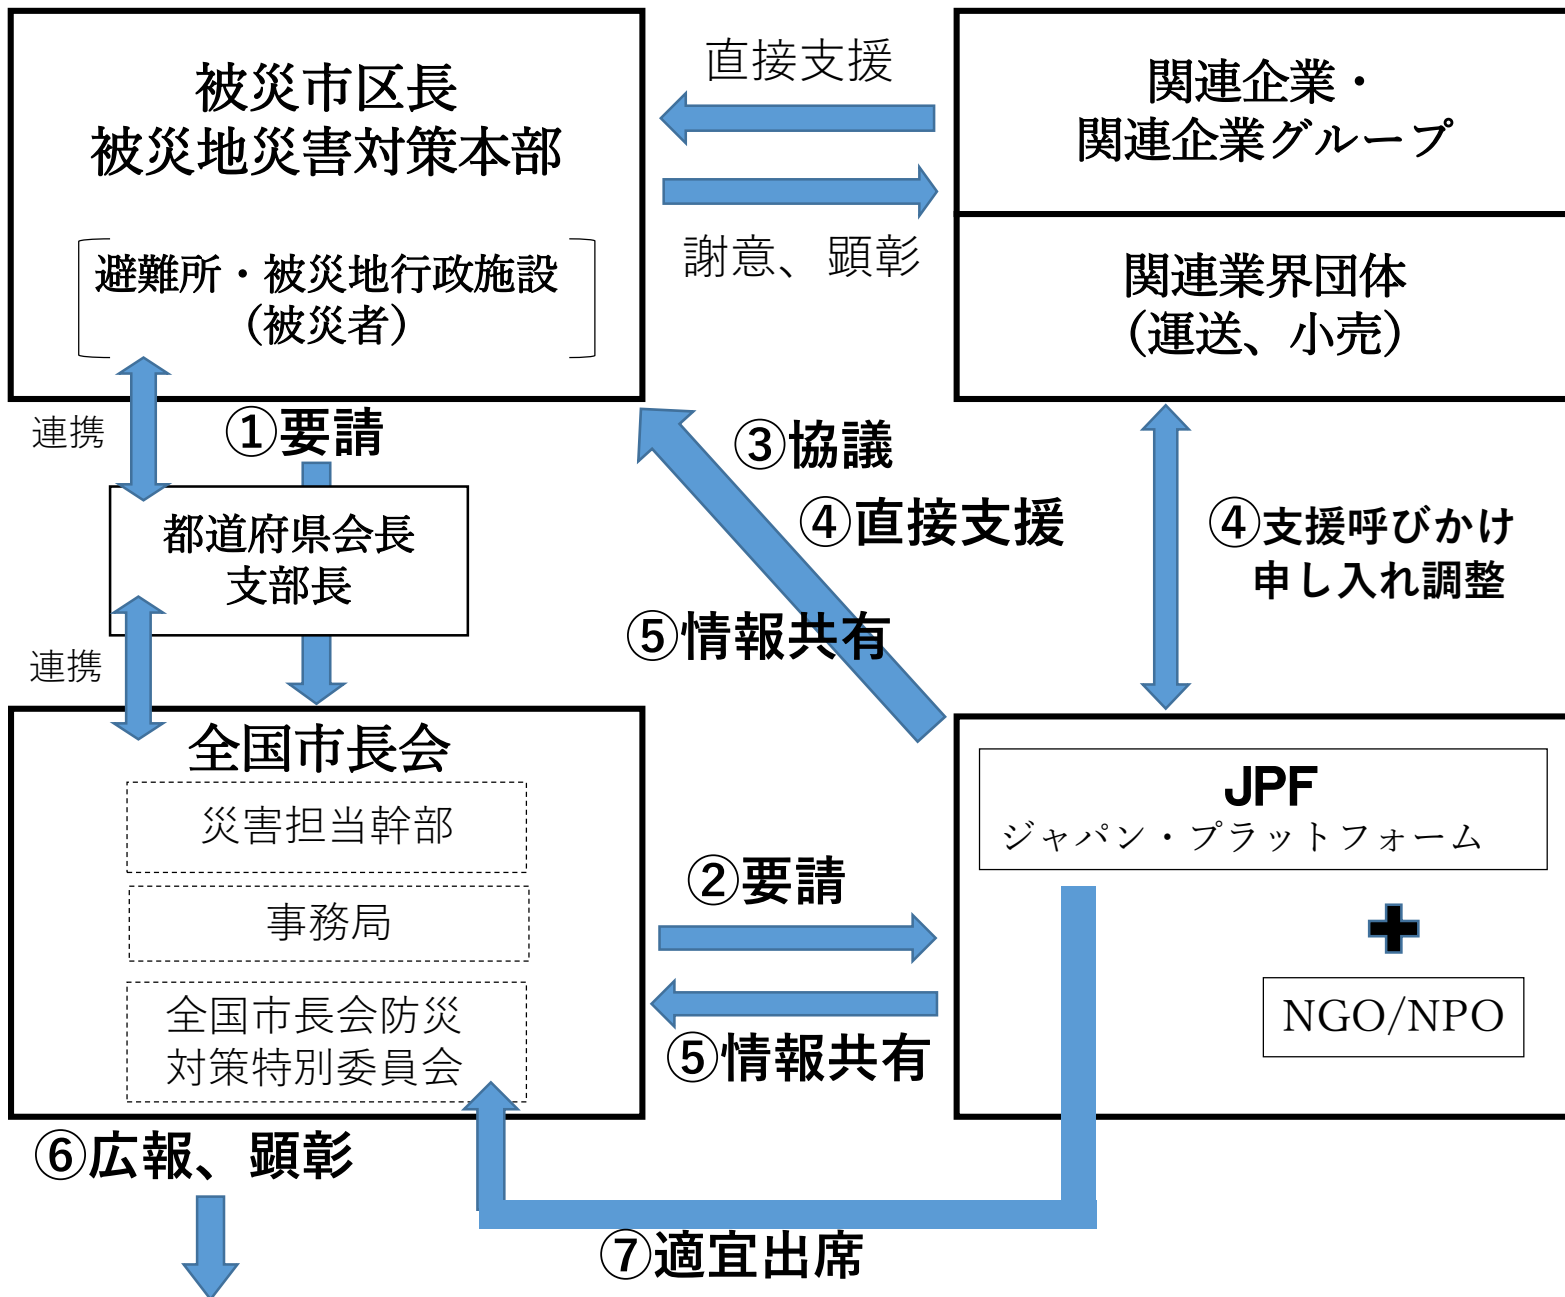 被災市区長
被災地災害対策本部
避難所・被災地行政施設
（被災者）
直接支援
謝意、顕彰
関連企業・
関連企業グループ
関連業界団体
（運送、小売）
連携
①要請
都道府県会長
支部長
連携
③協議
④直接支援
⑤情報共有
④支援呼びかけ
申し入れ調整
全国市長会
災害担当幹部
事務局
全国市長会防災
対策特別委員会
②要請
⑤情報共有
JPF
ジャパン・プラットフォーム
NGO/NPO
⑥広報、顕彰
⑦適宜出席